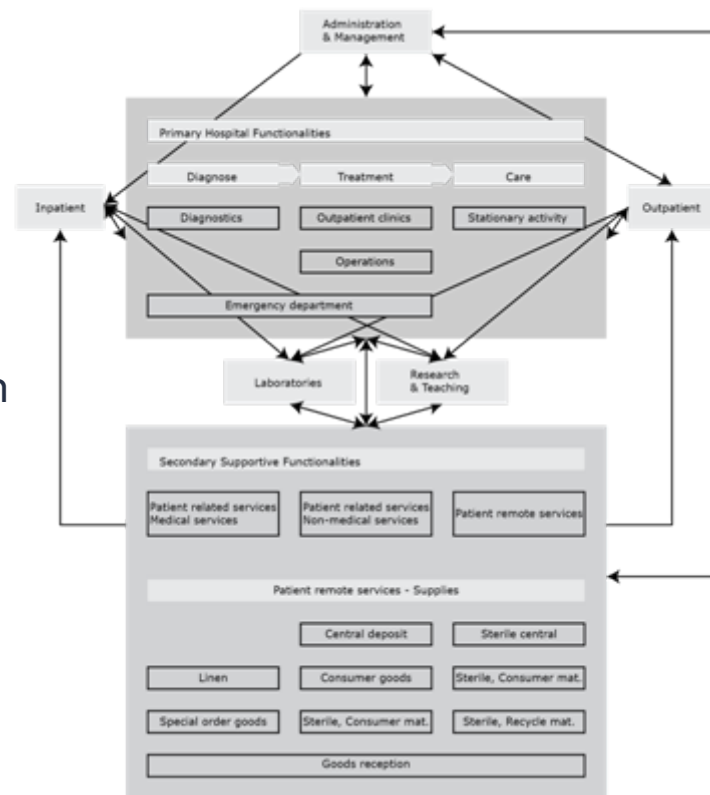 Administration
& Management
Primary Hospital Functionalities
Diagnose
Treatment
Care
Inpatient
Diagnostics
Outpatient clinics
Stationary activity
Outpatient
Operations
Emergency department
Laboratories
Research
& Teaching
Secondary Supportive Functionalities
Patient related services
Medical services
Patient related services
Non-medical services
Patient remote services
Patient remote services - Supplies
Central deposit
Sterile central
Linen
Consumer goods
Sterile, Consumer mat.
Special order goods
Sterile, Consumer mat.
Sterile, Recycle mat.
Goods reception